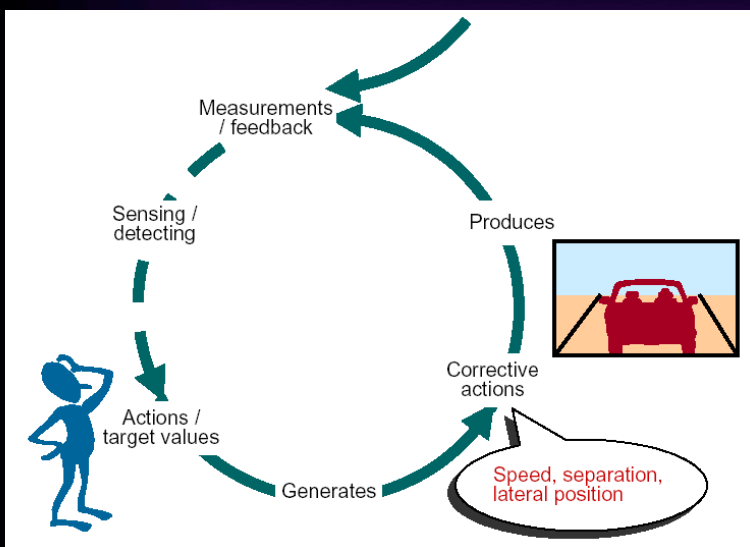 Measurements
/ feedback
Sensing /
detecting
Produces
Corrective
actions
Actions /
target values
Generates
Speed, separation,
lateral position